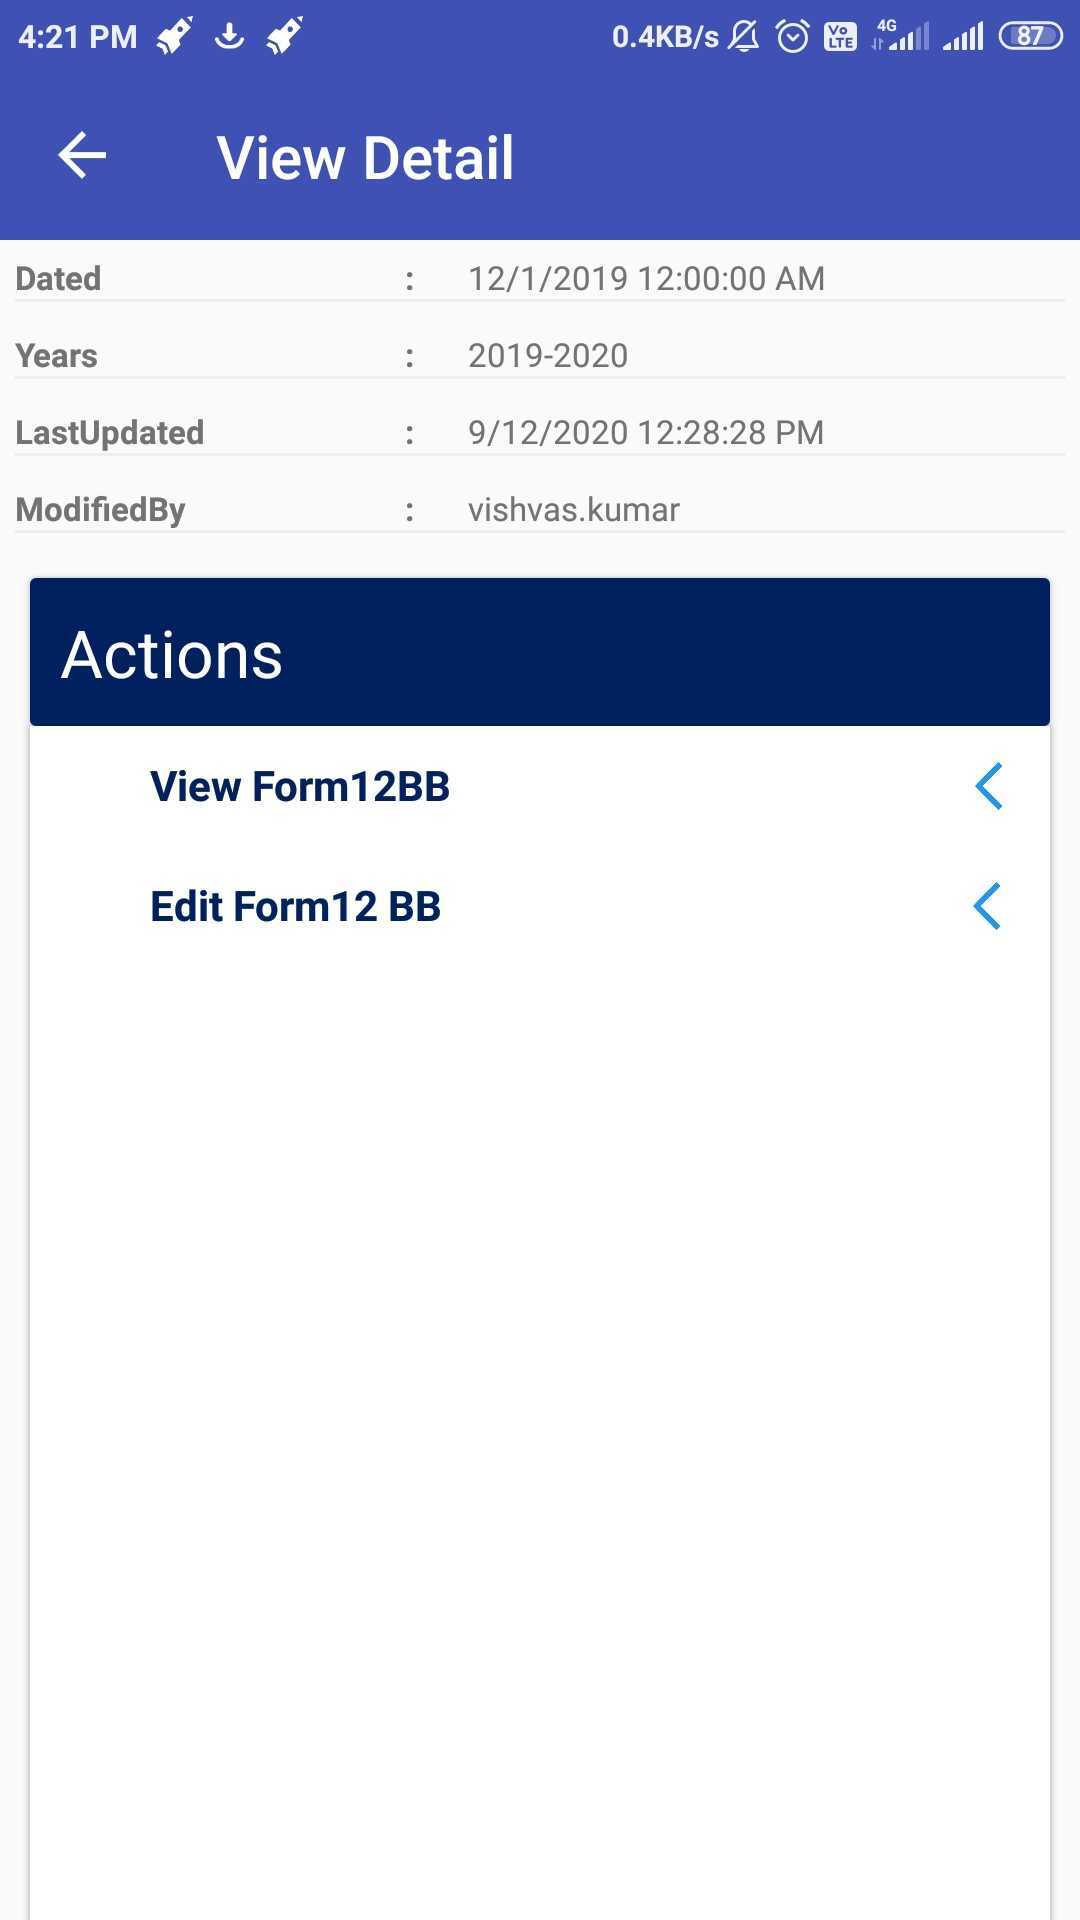 4:21 PM 0.4KB/s Vo LTE 4G 87
View Detail
Dated : 12/1/2019 12:00:00 AM
Years : 2019-2020
LastUpdated : 9/12/2020 12:28:28 PM
ModifiedBy : vishvas.kumar
Actions
View Form12BB
Edit Form12 BB